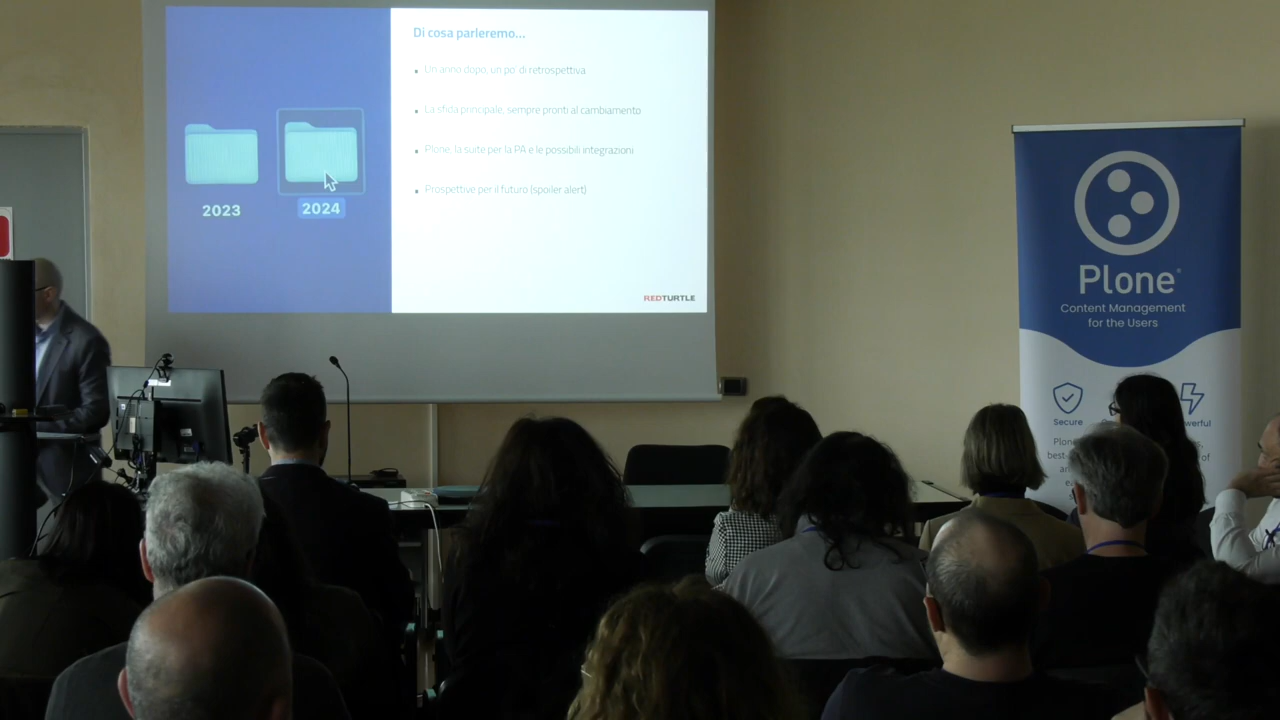 Di cosa parleremo...
Un anno dopo, un po' di retrospettiva
La sfida principale, sempre pronti al cambiamento
Plone, la suite per la PA e le possibili integrazioni
Prospettive per il futuro (spoiler alert)
2023
2024
REDTURTLE
Plone®
Content Management
for the Users
Secure